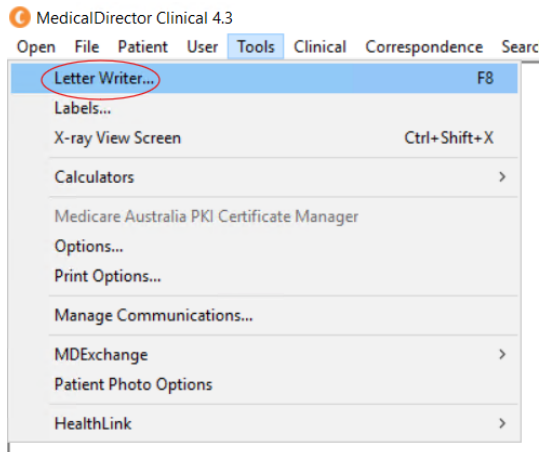 MedicalDirector Clinical 4.3
Open File Patient User Tools Clinical Correspondence Searc
Letter Writer... F8
Labels...
X-ray View Screen Ctrl+Shift+X
Calculators >
Medicare Australia PKI Certificate Manager
Options...
Print Options...
Manage Communications...
MDExchange >
Patient Photo Options
HealthLink >